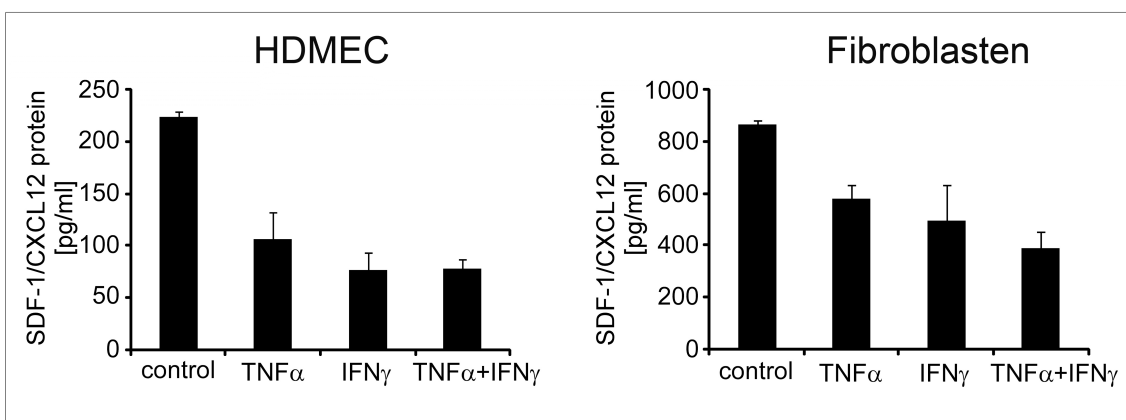 HDMEC
SDF-1/CXCL12 protein
[pg/ml]
250
200
150
100
50
0
control
TNFα
IFNγ
TNFα+IFNγ
Fibroblasten
SDF-1/CXCL12 protein
[pg/ml]
1000
800
600
400
200
0
control
TNFα
IFNγ
TNFα+IFNγ